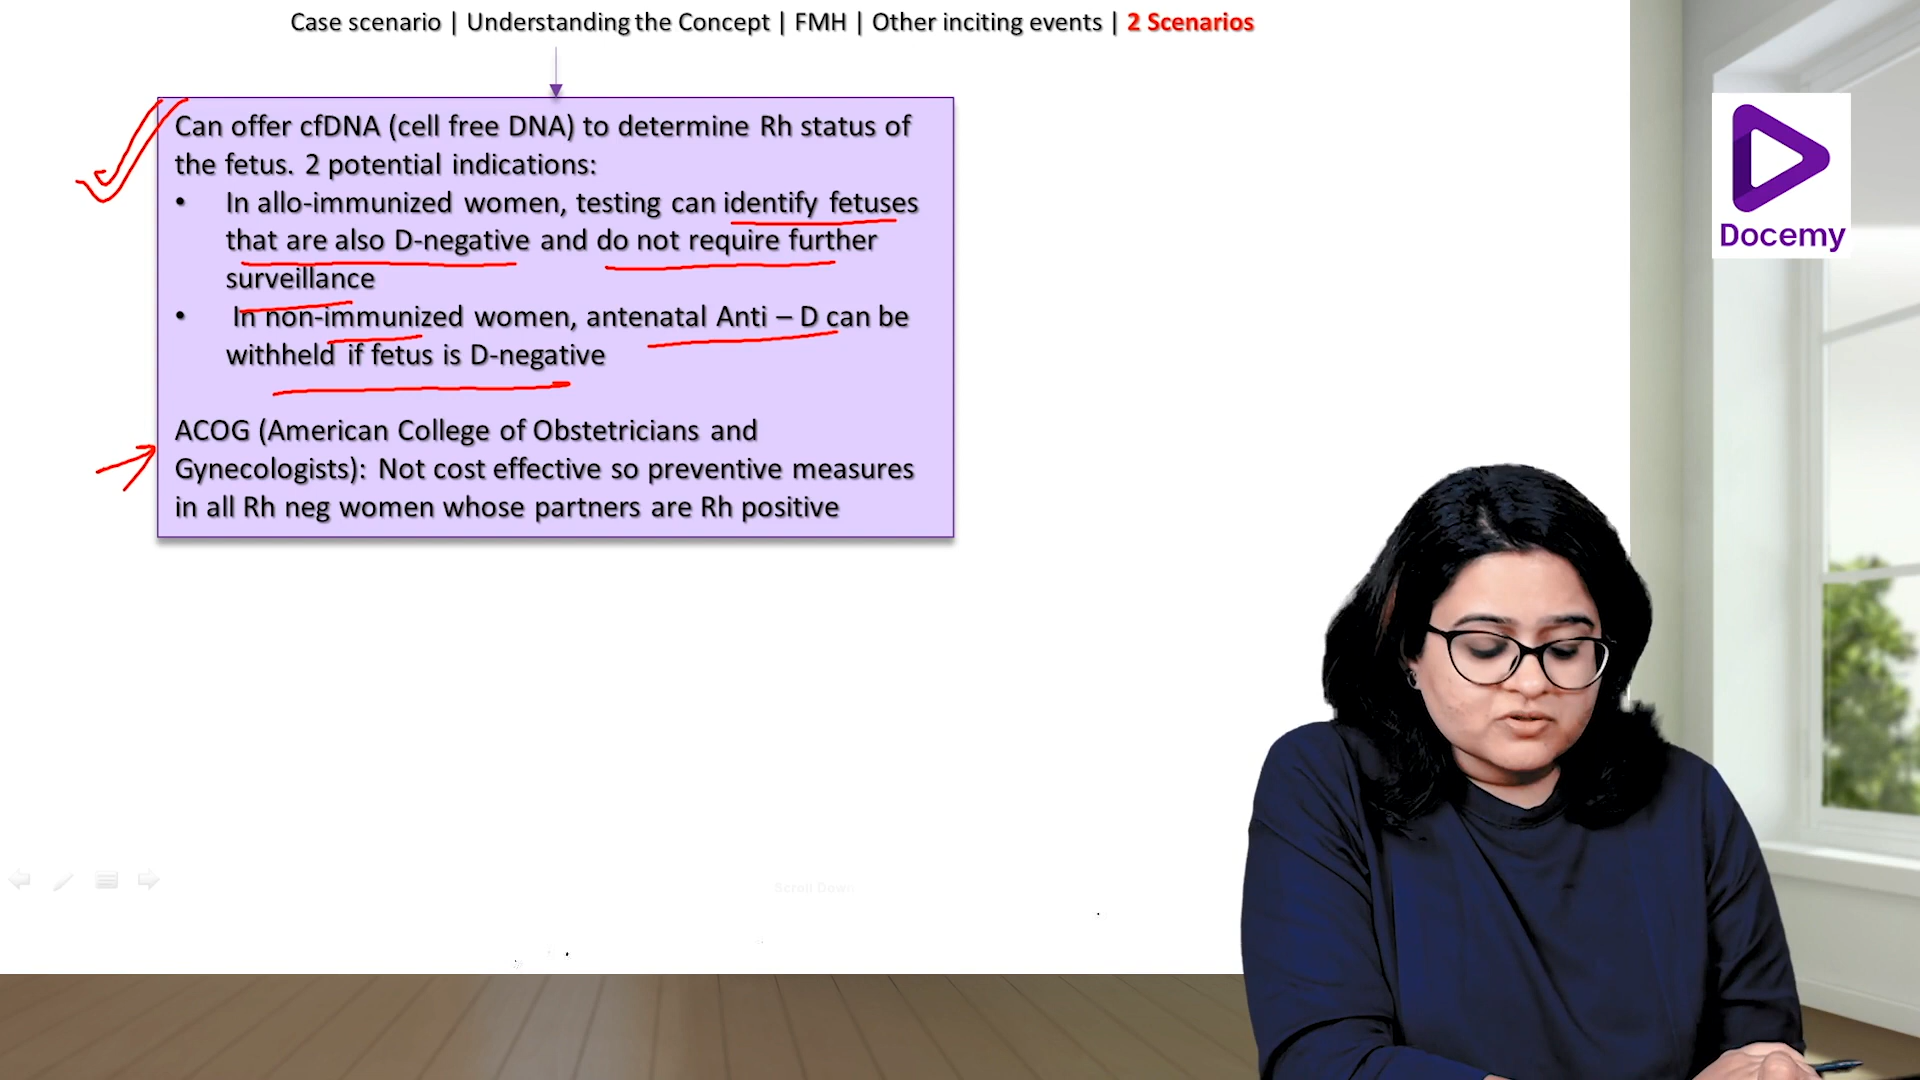 Case scenario | Understanding the Concept | FMH | Other inciting events | 2 Scenarios
Can offer cfDNA (cell free DNA) to determine Rh status of
the fetus. 2 potential indications:
• In allo-immunized women, testing can identify fetuses
that are also D-negative and do not require further
surveillance
• In non-immunized women, antenatal Anti – D can be
withheld if fetus is D-negative
ACOG (American College of Obstetricians and
Gynecologists): Not cost effective so preventive measures
in all Rh neg women whose partners are Rh positive
Docemy
Scroll Down